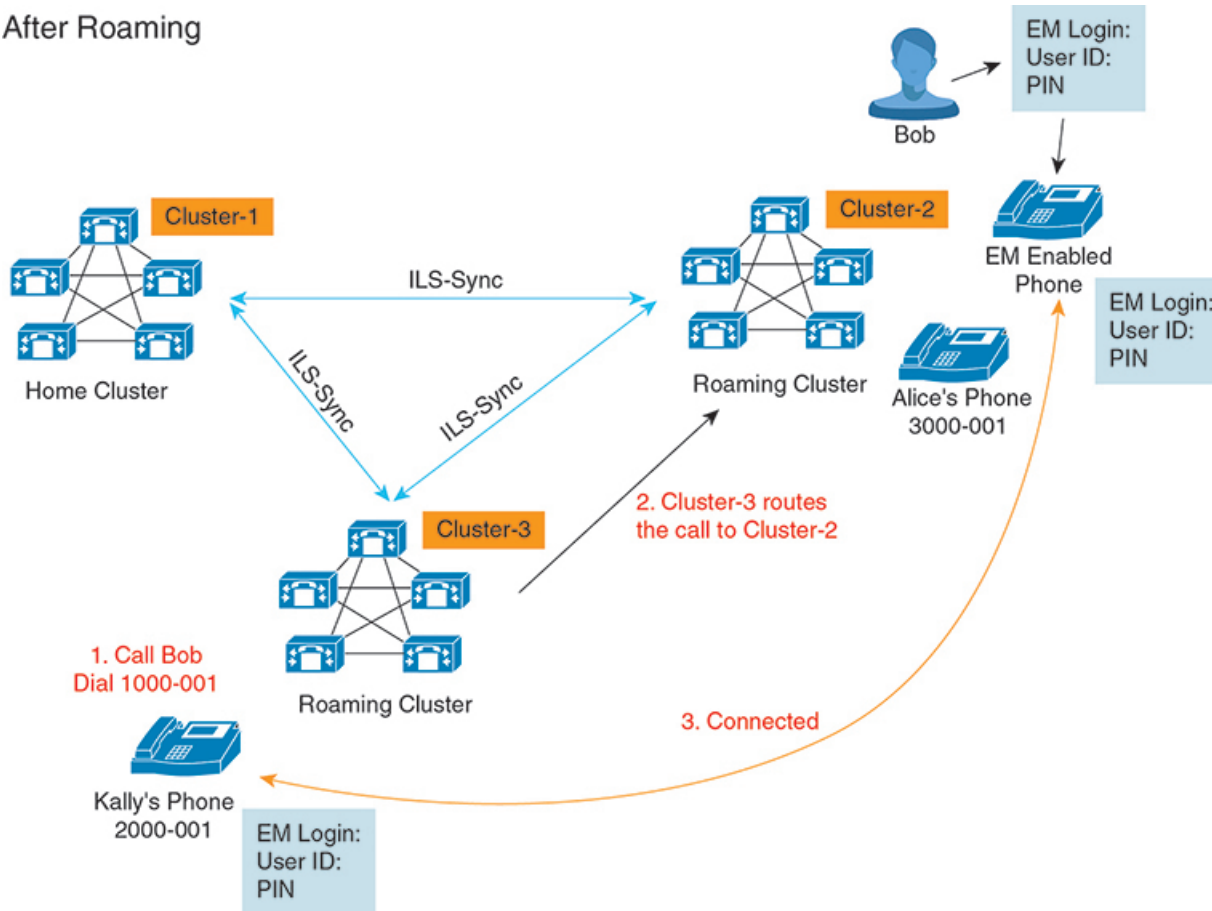 After Roaming
EM Login:
User ID:
PIN
Bob
Cluster-1
Cluster-2
EM Enabled
Phone
ILS-Sync
EM Login:
User ID:
PIN
Home Cluster
Roaming Cluster
Alice's Phone
3000-001
ILS-Sync
ILS-Sync
Cluster-3
2. Cluster-3 routes
the call to Cluster-2
1. Call Bob
Dial 1000-001
Roaming Cluster
3. Connected
Kally's Phone
2000-001
EM Login:
User ID:
PIN